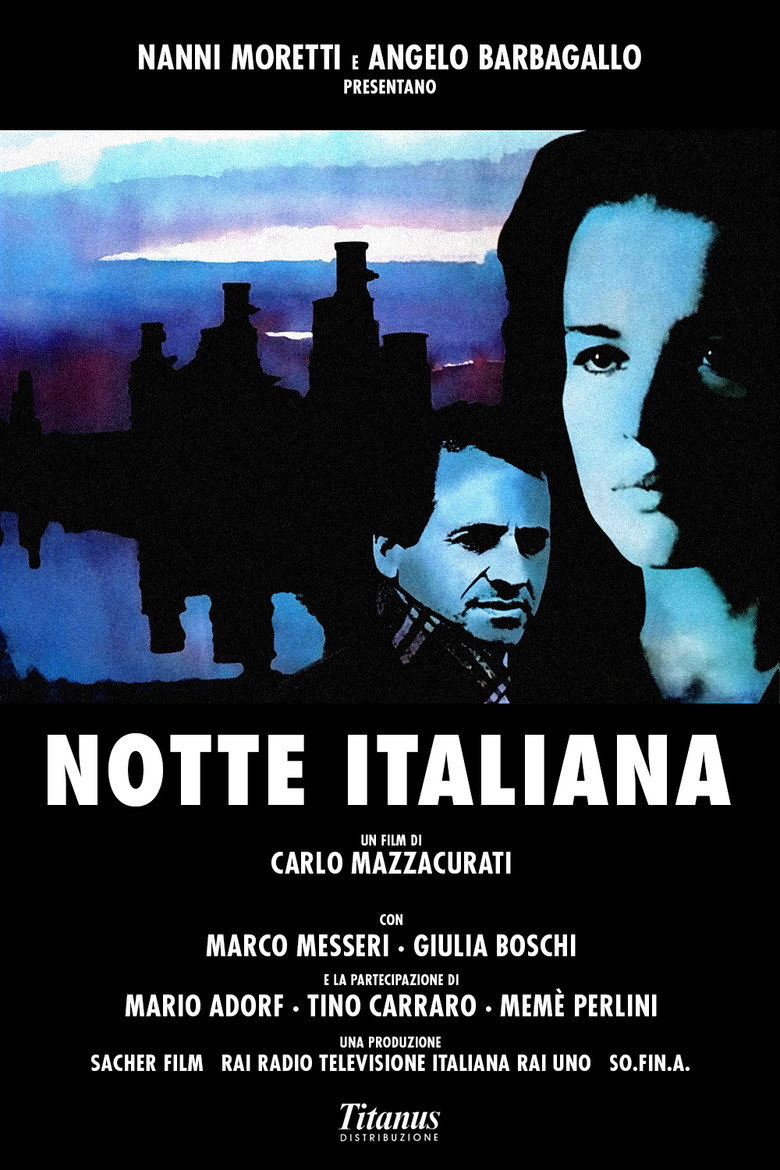 NANNI MORETTI E ANGELO BARBAGALLO
PRESENTANO
NOTTE ITALIANA
UN FILM DI
CARLO MAZZACURATI
CON
MARCO MESSERI · GIULIA BOSCHI
E LA PARTECIPAZIONE DI
MARIO ADORF · TINO CARRARO · MEMÈ PERLINI
UNA PRODUZIONE
SACHER FILM RAI RADIO TELEVISIONE ITALIANA RAI UNO SO.FIN.A.
Titanus
DISTRIBUZIONE